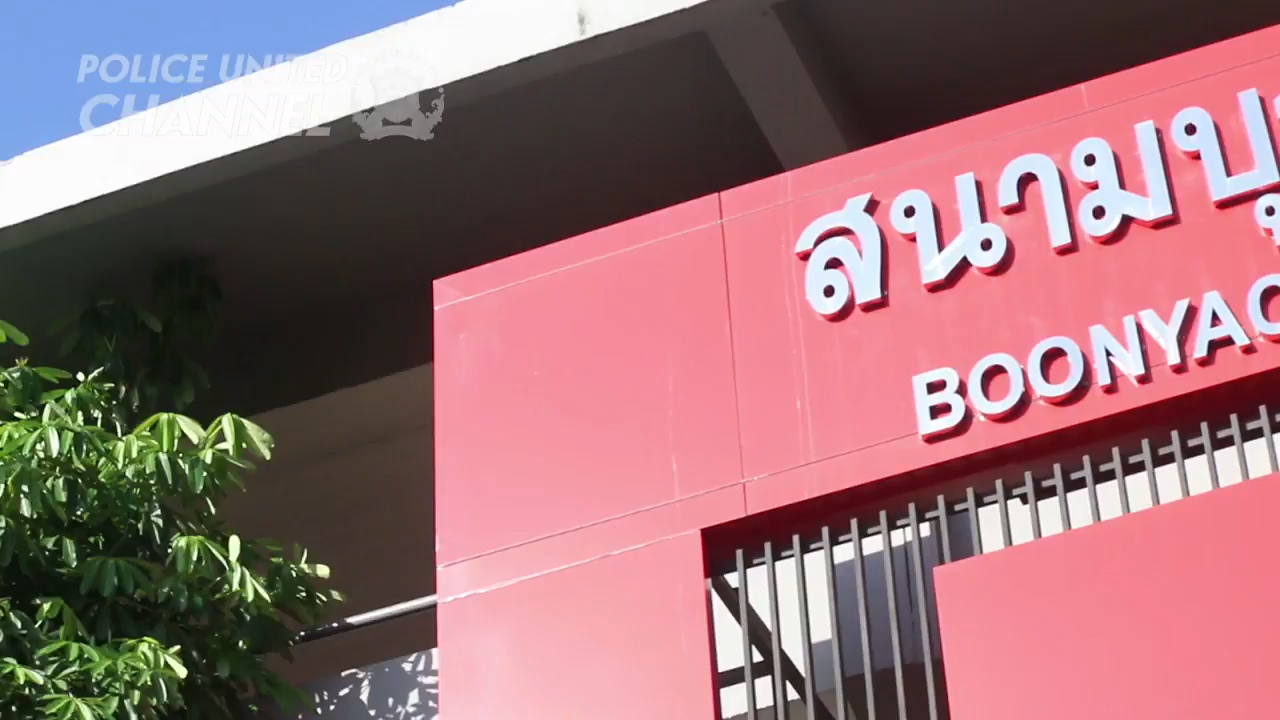 POLICE UNITED
CHANNEL
สนามบุ
BOONYAC